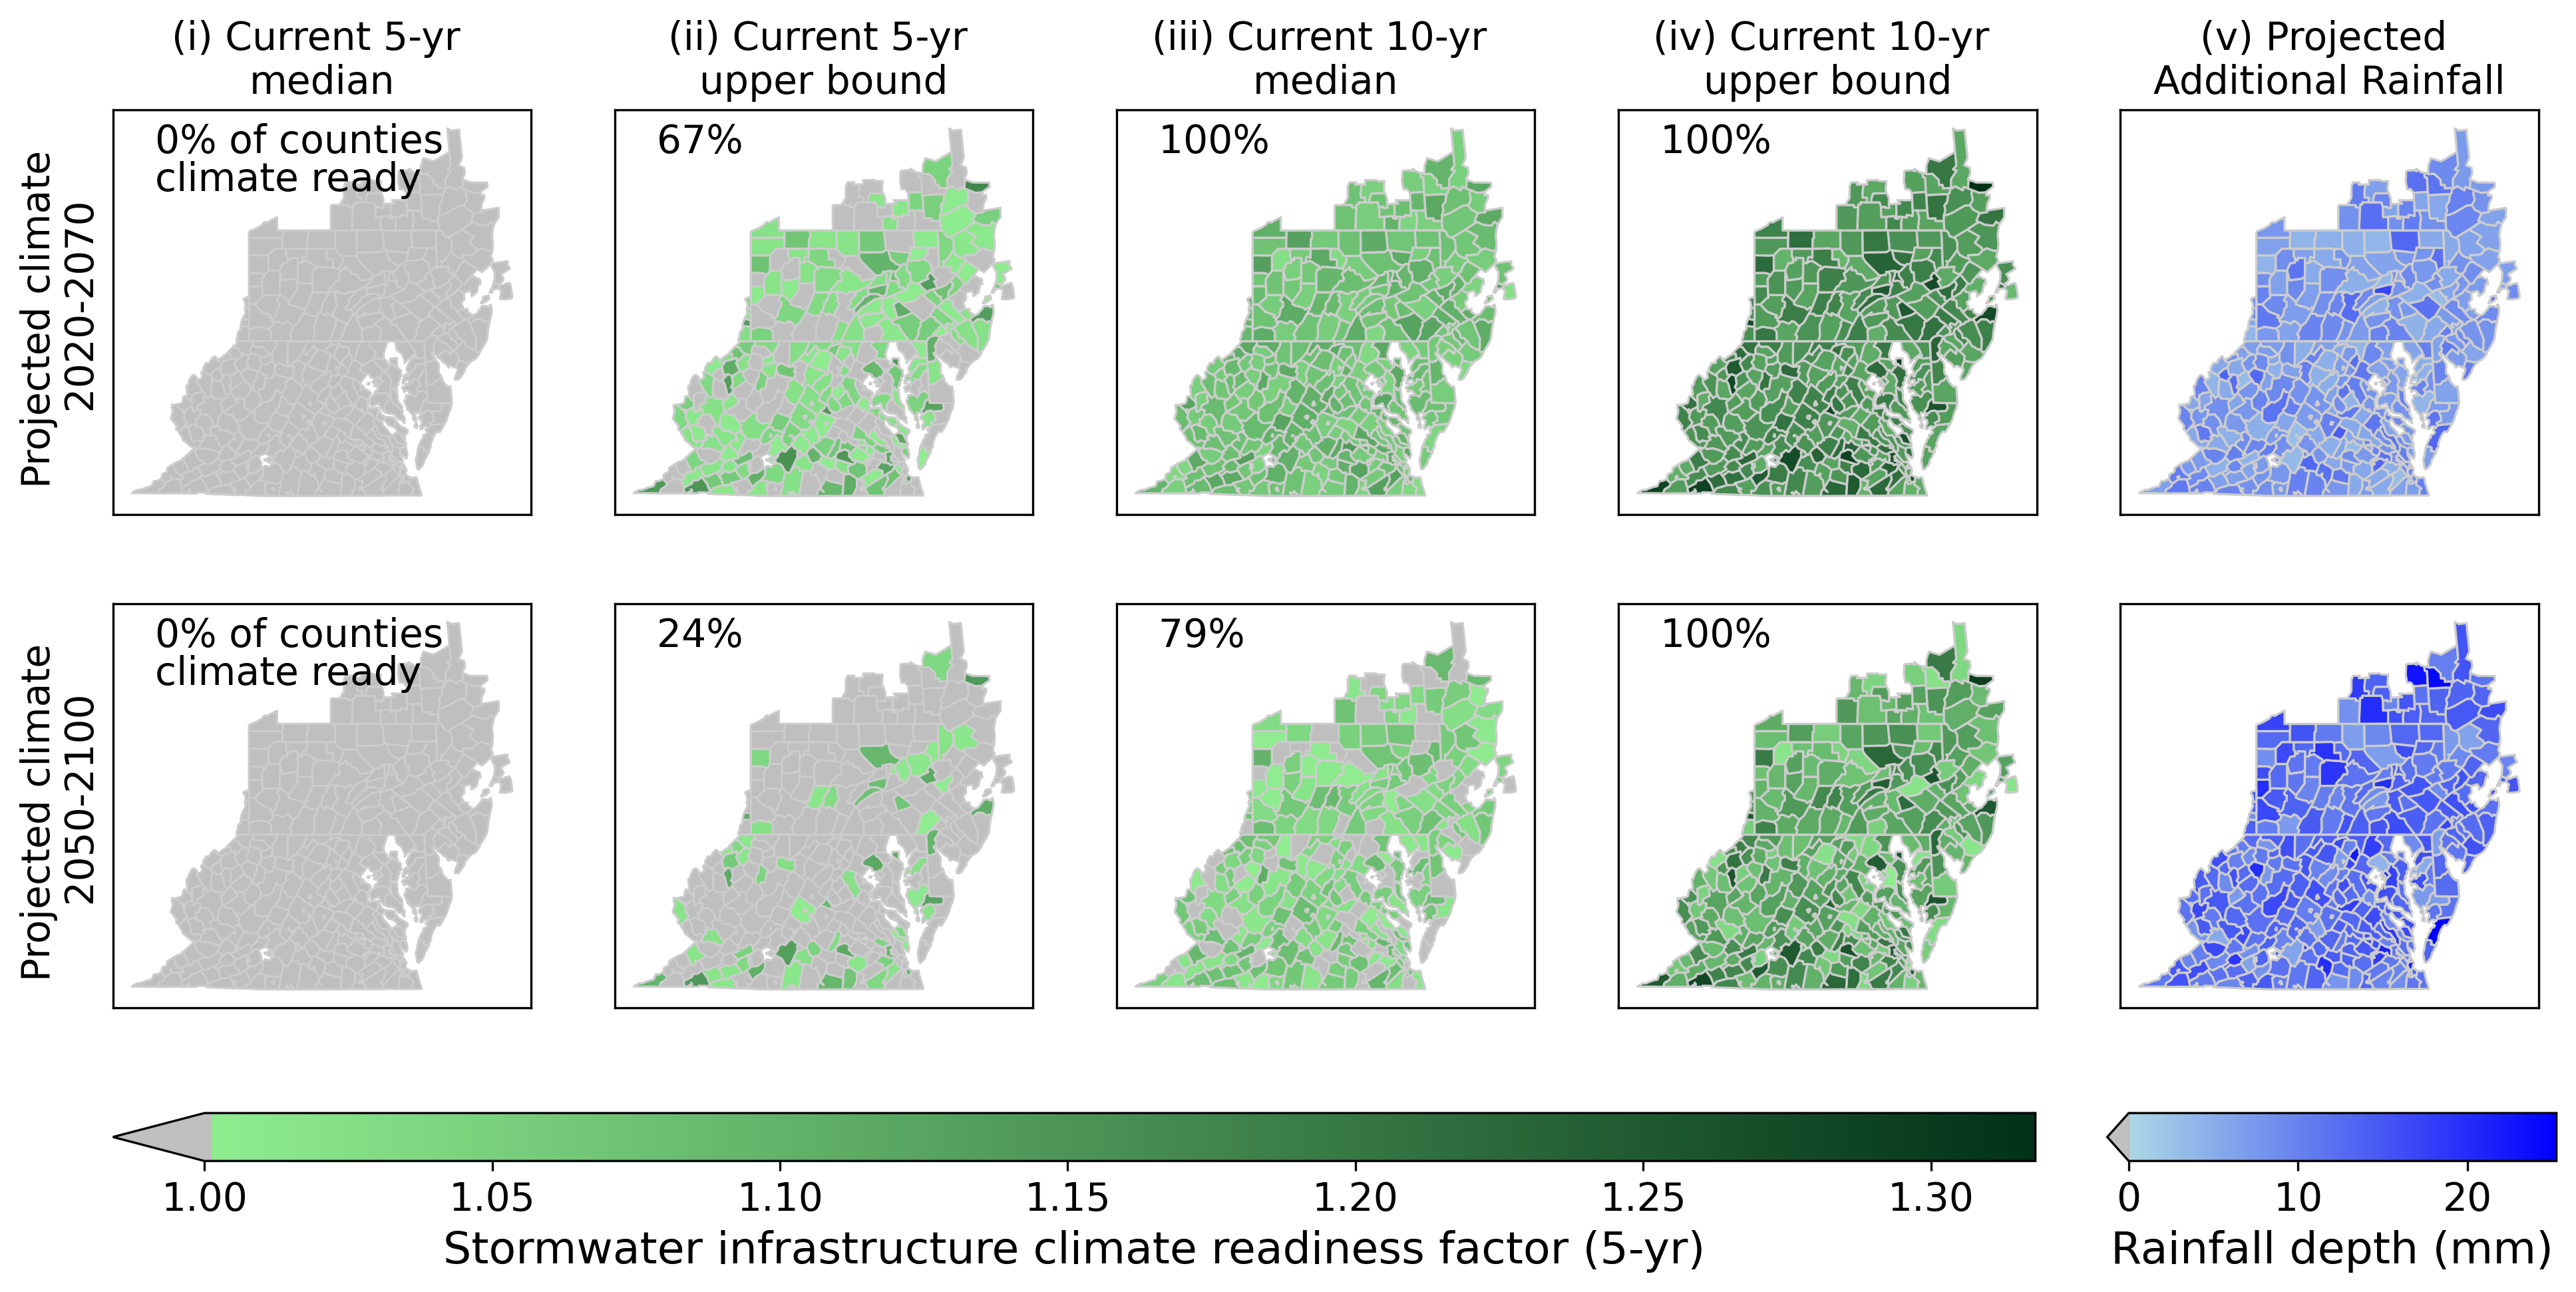 (i) Current 5-yr
median
(ii) Current 5-yr
upper bound
(iii) Current 10-yr
median
(iv) Current 10-yr
upper bound
(v) Projected
Additional Rainfall
Projected climate
2020-2070
0% of counties
climate ready
67%
100%
100%
Projected climate
2050-2100
0% of counties
climate ready
24%
79%
100%
1.00 1.05 1.10 1.15 1.20 1.25 1.30
Stormwater infrastructure climate readiness factor (5-yr)
0 10 20
Rainfall depth (mm)